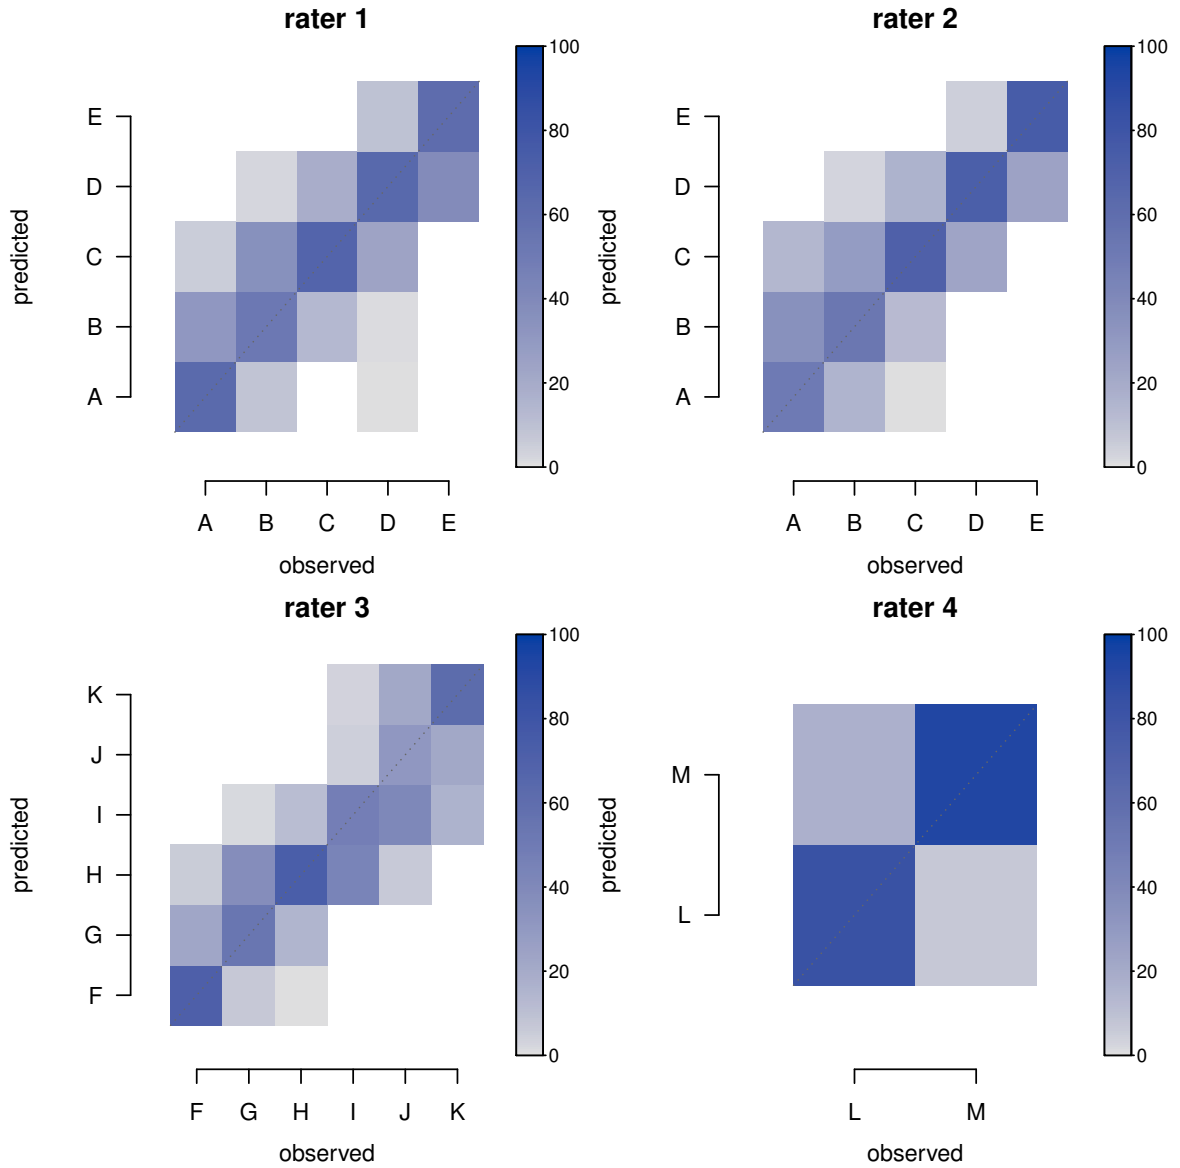 rater 1
predicted
E
D
C
B
A
100
80
60
40
20
0
A B C D E
observed
rater 2
predicted
E
D
C
B
A
100
80
60
40
20
0
A B C D E
observed
rater 3
predicted
K
J
I
H
G
F
100
80
60
40
20
0
F G H I J K
observed
rater 4
predicted
M
L
100
80
60
40
20
0
L M
observed